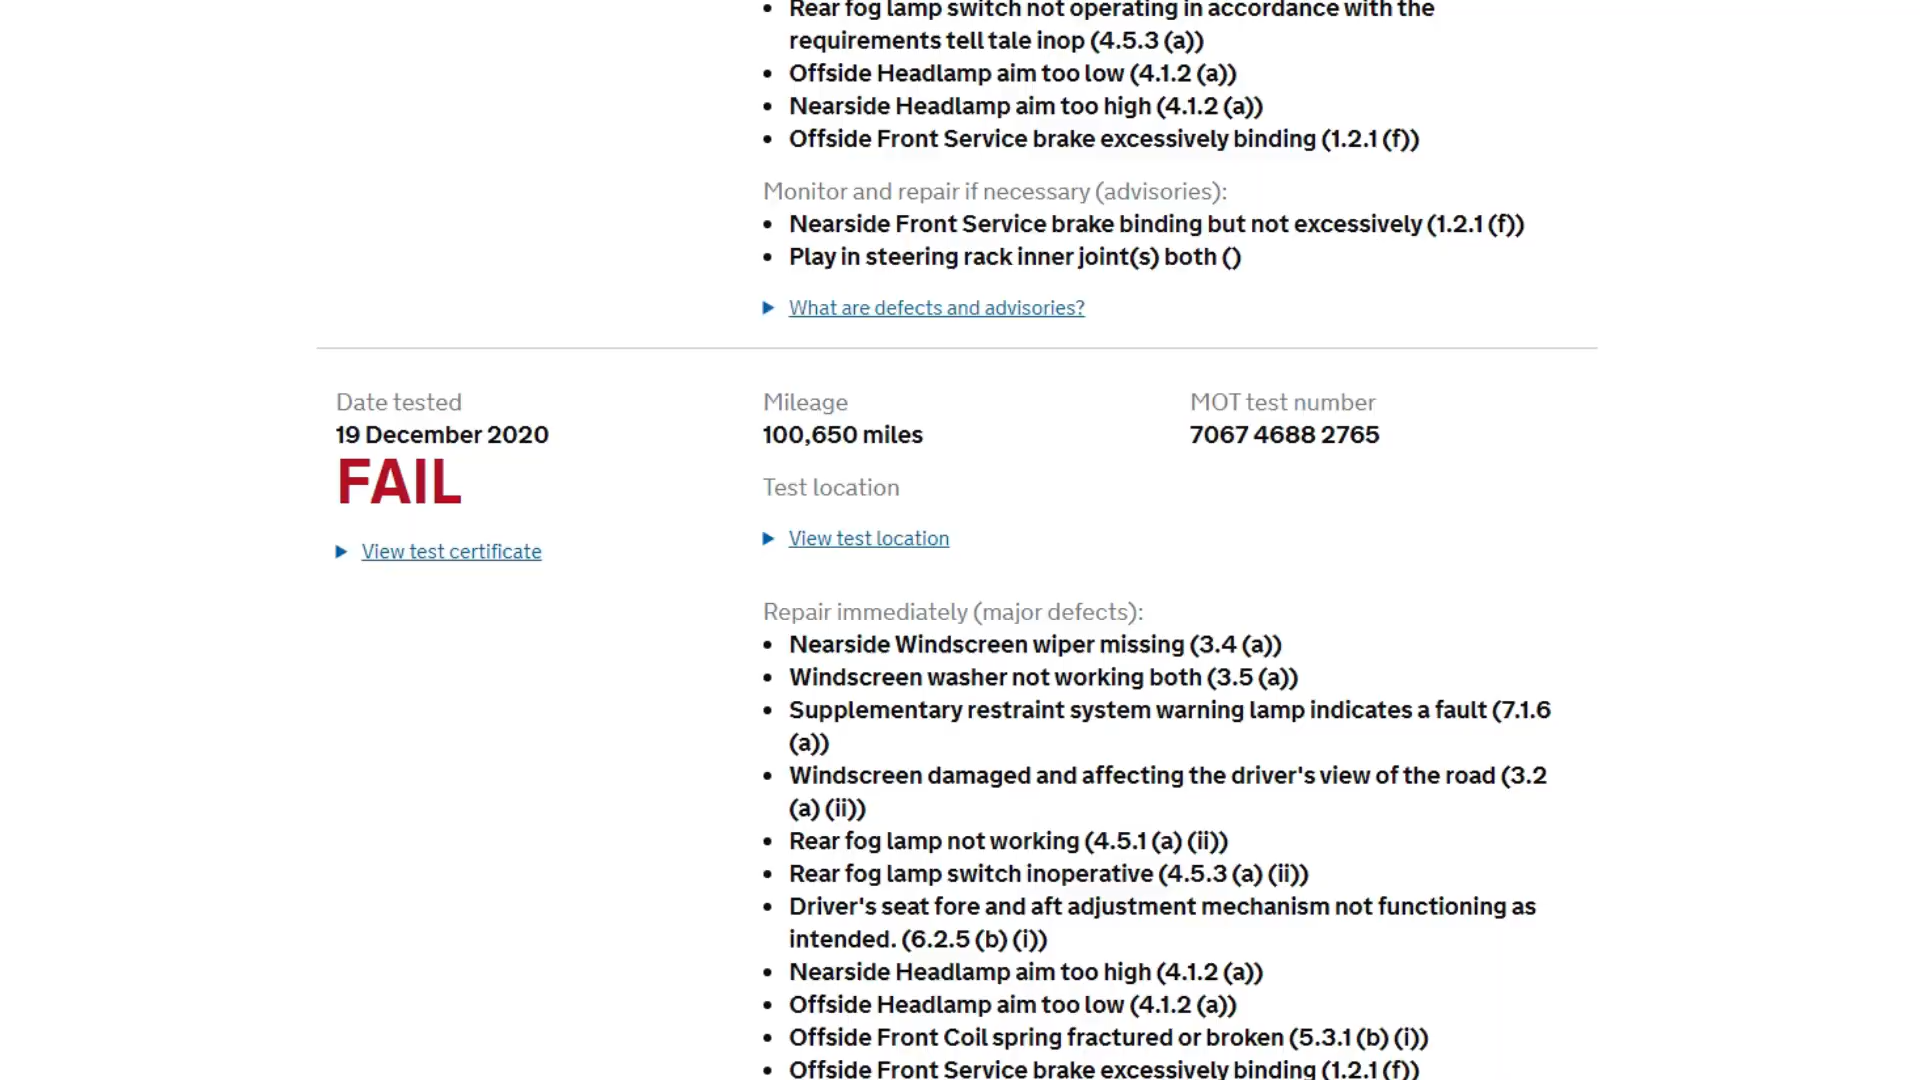 Rear fog lamp switch not operating in accordance with the
requirements tell tale inop (4.5.3 (a))
Offside Headlamp aim too low (4.1.2 (a))
Nearside Headlamp aim too high (4.1.2 (a))
Offside Front Service brake excessively binding (1.2.1 (f))
Monitor and repair if necessary (advisories):
Nearside Front Service brake binding but not excessively (1.2.1 (f))
Play in steering rack inner joint(s) both ()
What are defects and advisories?
Date tested
19 December 2020
FAIL
View test certificate
Mileage
100,650 miles
Test location
View test location
MOT test number
7067 4688 2765
Repair immediately (major defects):
Nearside Windscreen wiper missing (3.4 (a))
Windscreen washer not working both (3.5 (a))
Supplementary restraint system warning lamp indicates a fault (7.1.6
(a))
Windscreen damaged and affecting the driver's view of the road (3.2
(a) (ii))
Rear fog lamp not working (4.5.1 (a) (ii))
Rear fog lamp switch inoperative (4.5.3 (a) (ii))
Driver's seat fore and aft adjustment mechanism not functioning as
intended. (6.2.5 (b) (i))
Nearside Headlamp aim too high (4.1.2 (a))
Offside Headlamp aim too low (4.1.2 (a))
Offside Front Coil spring fractured or broken (5.3.1 (b) (i))
Offside Front Service brake excessively binding (1.2.1 (f))